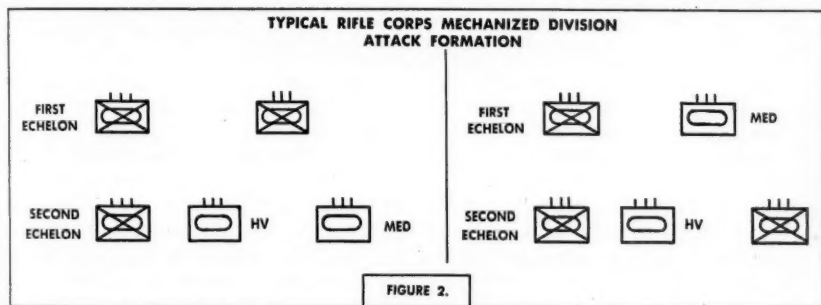 TYPICAL RIFLE CORPS MECHANIZED DIVISION
ATTACK FORMATION
FIRST
ECHELON
SECOND
ECHELON
HV
MED
FIRST
ECHELON
MED
SECOND
ECHELON
HV
FIGURE 2.